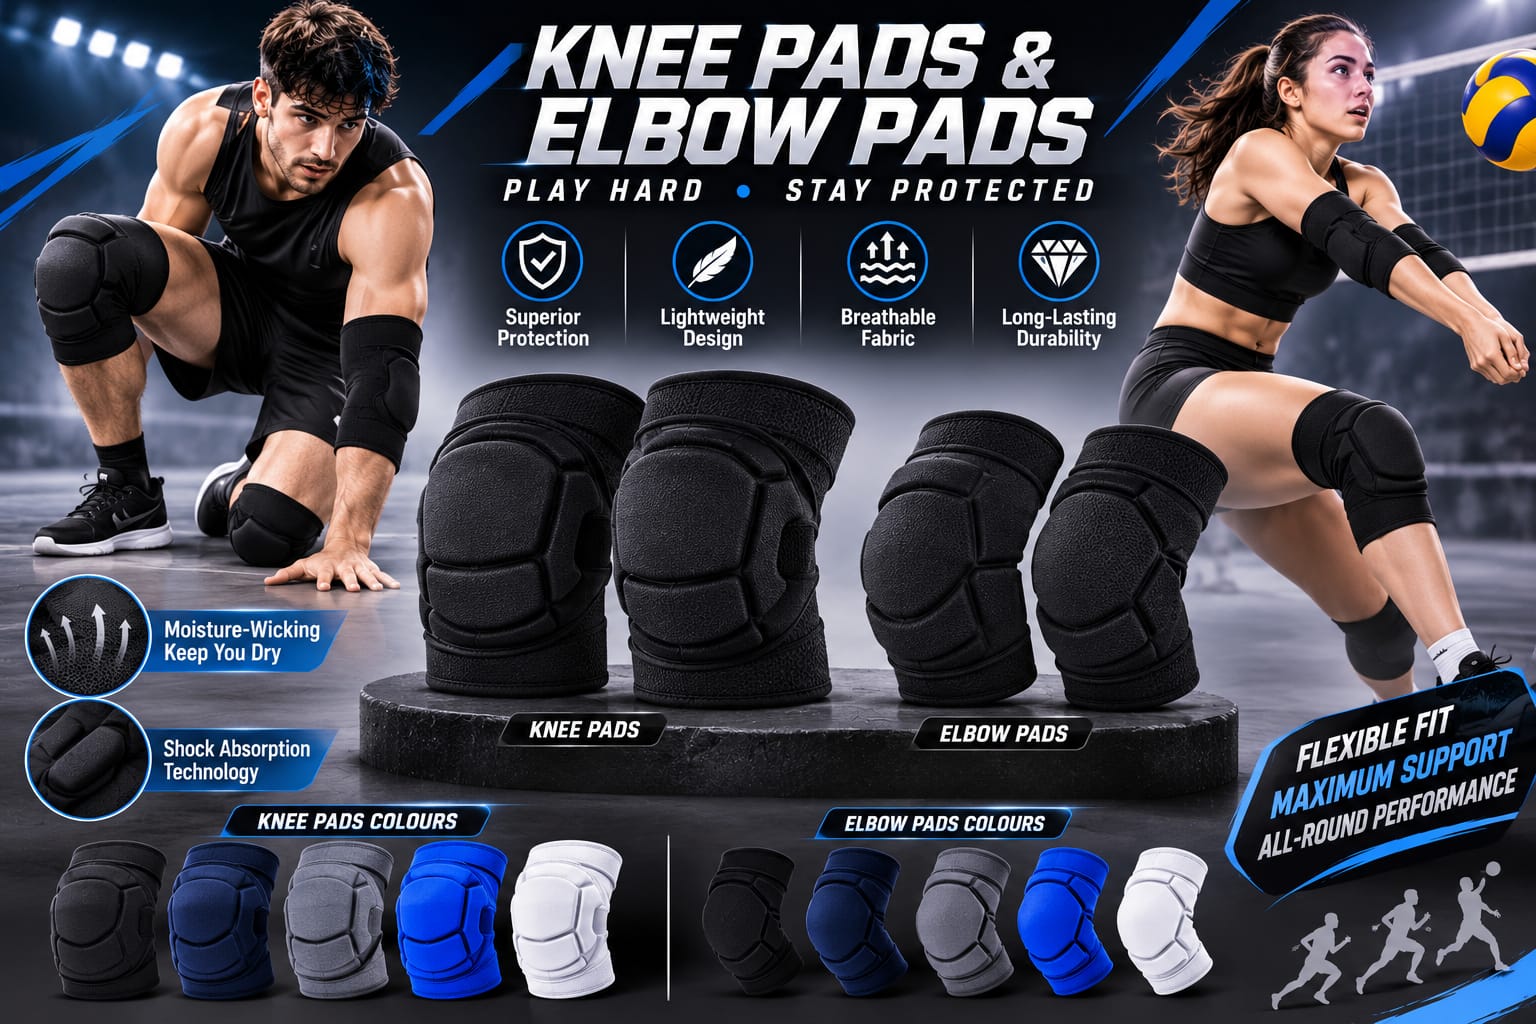 KNEE PADS &
ELBOW PADS
PLAY HARD • STAY PROTECTED
Superior
Protection
Lightweight
Design
Breathable
Fabric
Long-Lasting
Durability
Moisture-Wicking
Keep You Dry
Shock Absorption
Technology
KNEE PADS
ELBOW PADS
FLEXIBLE FIT
MAXIMUM SUPPORT
ALL-ROUND PERFORMANCE
KNEE PADS COLOURS
ELBOW PADS COLOURS